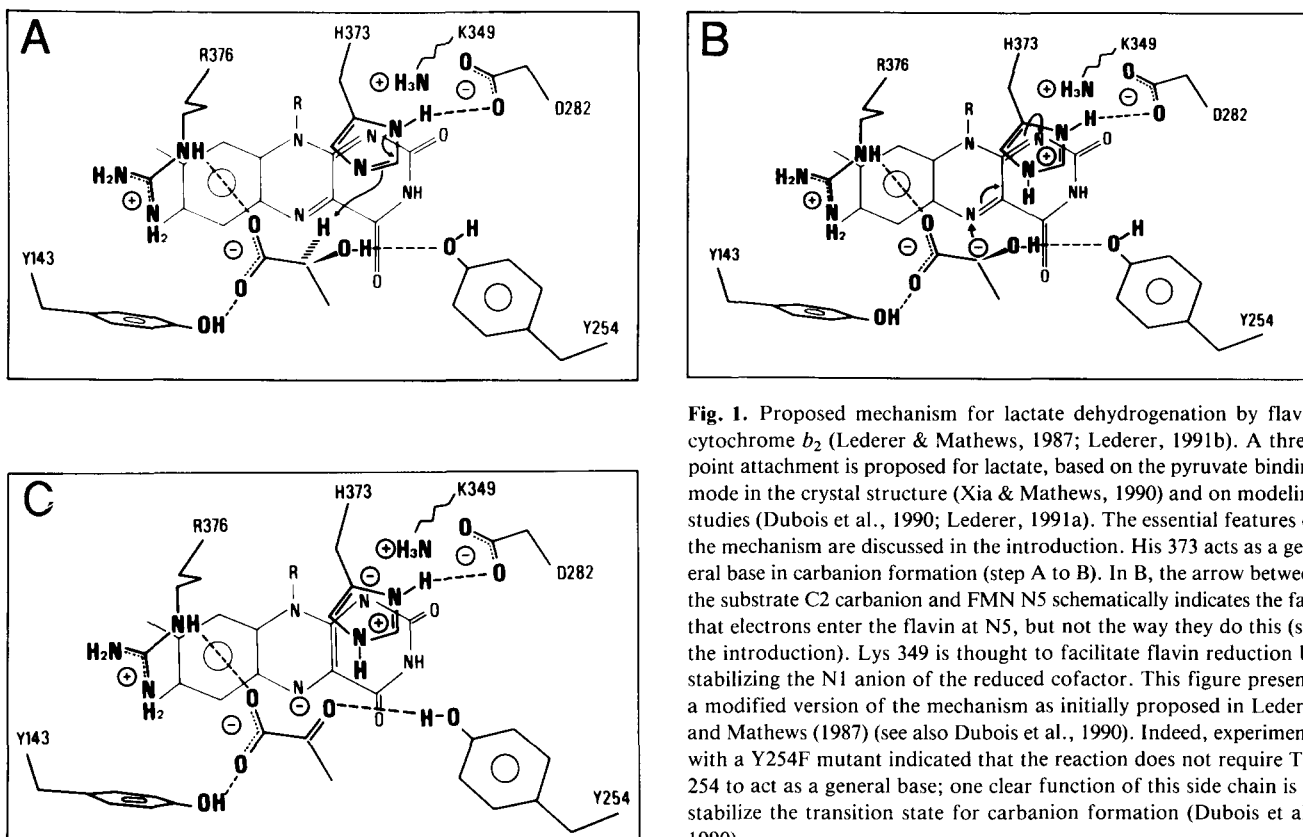 A
H373
K349
R376
⊕ H₃N
O
⊖
O
D282
R
N
N
N-H
O
NH
N
H₂N
⊕
N
H₂
N
H
NH
O
⊖
O
O-H
H
O
O
Y143
OH
Y254
B
H373
K349
R376
⊕ H₃N
O
⊖
O
D282
R
N
N
N-H
⊕
O
NH
N
H
H₂N
⊕
N
H₂
N
NH
O
⊖
O
⊖
O-H
H
O
O
Y143
OH
Y254
C
H373
K349
R376
⊕ H₃N
⊖
O
⊖
O
D282
R
N
N
N-H
⊕
O
NH
N
H
H₂N
⊕
N
H₂
N
⊖
NH
O
⊖
O
O
H-O
O
Y143
OH
Y254
Fig. 1. Proposed mechanism for lactate dehydrogenation by flav
cytochrome b₂ (Lederer & Mathews, 1987; Lederer, 1991b). A thre
point attachment is proposed for lactate, based on the pyruvate bindin
mode in the crystal structure (Xia & Mathews, 1990) and on modelin
studies (Dubois et al., 1990; Lederer, 1991a). The essential features
the mechanism are discussed in the introduction. His 373 acts as a ge
eral base in carbanion formation (step A to B). In B, the arrow betwee
the substrate C2 carbanion and FMN N5 schematically indicates the fa
that electrons enter the flavin at N5, but not the way they do this (s
the introduction). Lys 349 is thought to facilitate flavin reduction
stabilizing the N1 anion of the reduced cofactor. This figure presen
a modified version of the mechanism as initially proposed in Leder
and Mathews (1987) (see also Dubois et al., 1990). Indeed, experimen
with a Y254F mutant indicated that the reaction does not require T
254 to act as a general base; one clear function of this side chain is
stabilize the transition state for carbanion formation (Dubois et a